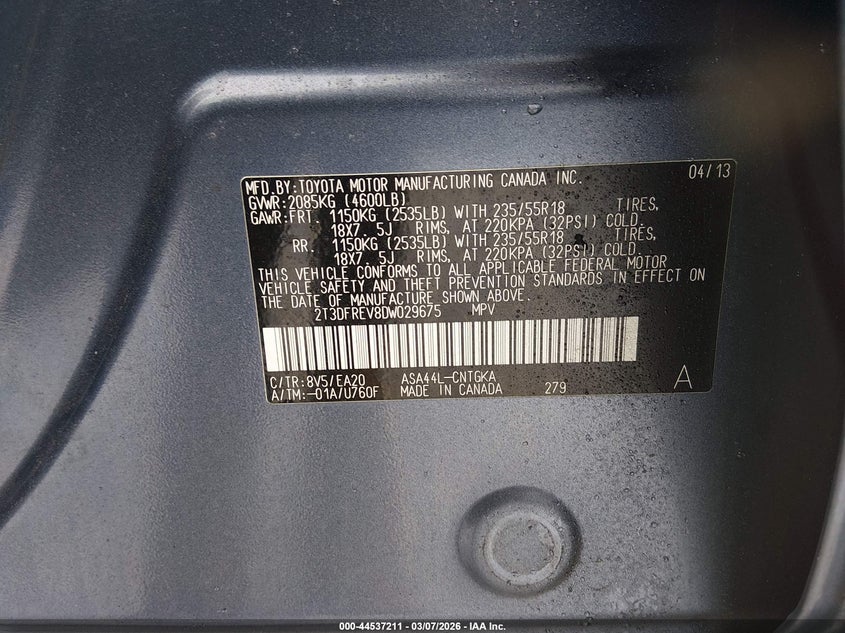 MFD.BY:TOYOTA MOTOR MANUFACTURING CANADA INC. 04/13
GVWR:2085KG (4600LB)
GAWR:FRT. 1150KG (2535LB) WITH 235/55R18 TIRES,
18X7. 5J RIMS, AT 220KPA (32PSI) COLD.
RR. 1150KG (2535LB) WITH 235/55R18 TIRES,
18X7. 5J RIMS, AT 220KPA (32PSI) COLD.
THIS VEHICLE CONFORMS TO ALL APPLICABLE FEDERAL MOTOR
VEHICLE SAFETY AND THEFT PREVENTION STANDARDS IN EFFECT ON
THE DATE OF MANUFACTURE SHOWN ABOVE.
2T3DFREV8DW029675 MPV
C/TR:8V5/EA20 ASA44L-CNTGKA
A/TM:-01A/U760F MADE IN CANADA 279 A
000-44537211 - 03/07/2026 - IAA Inc.